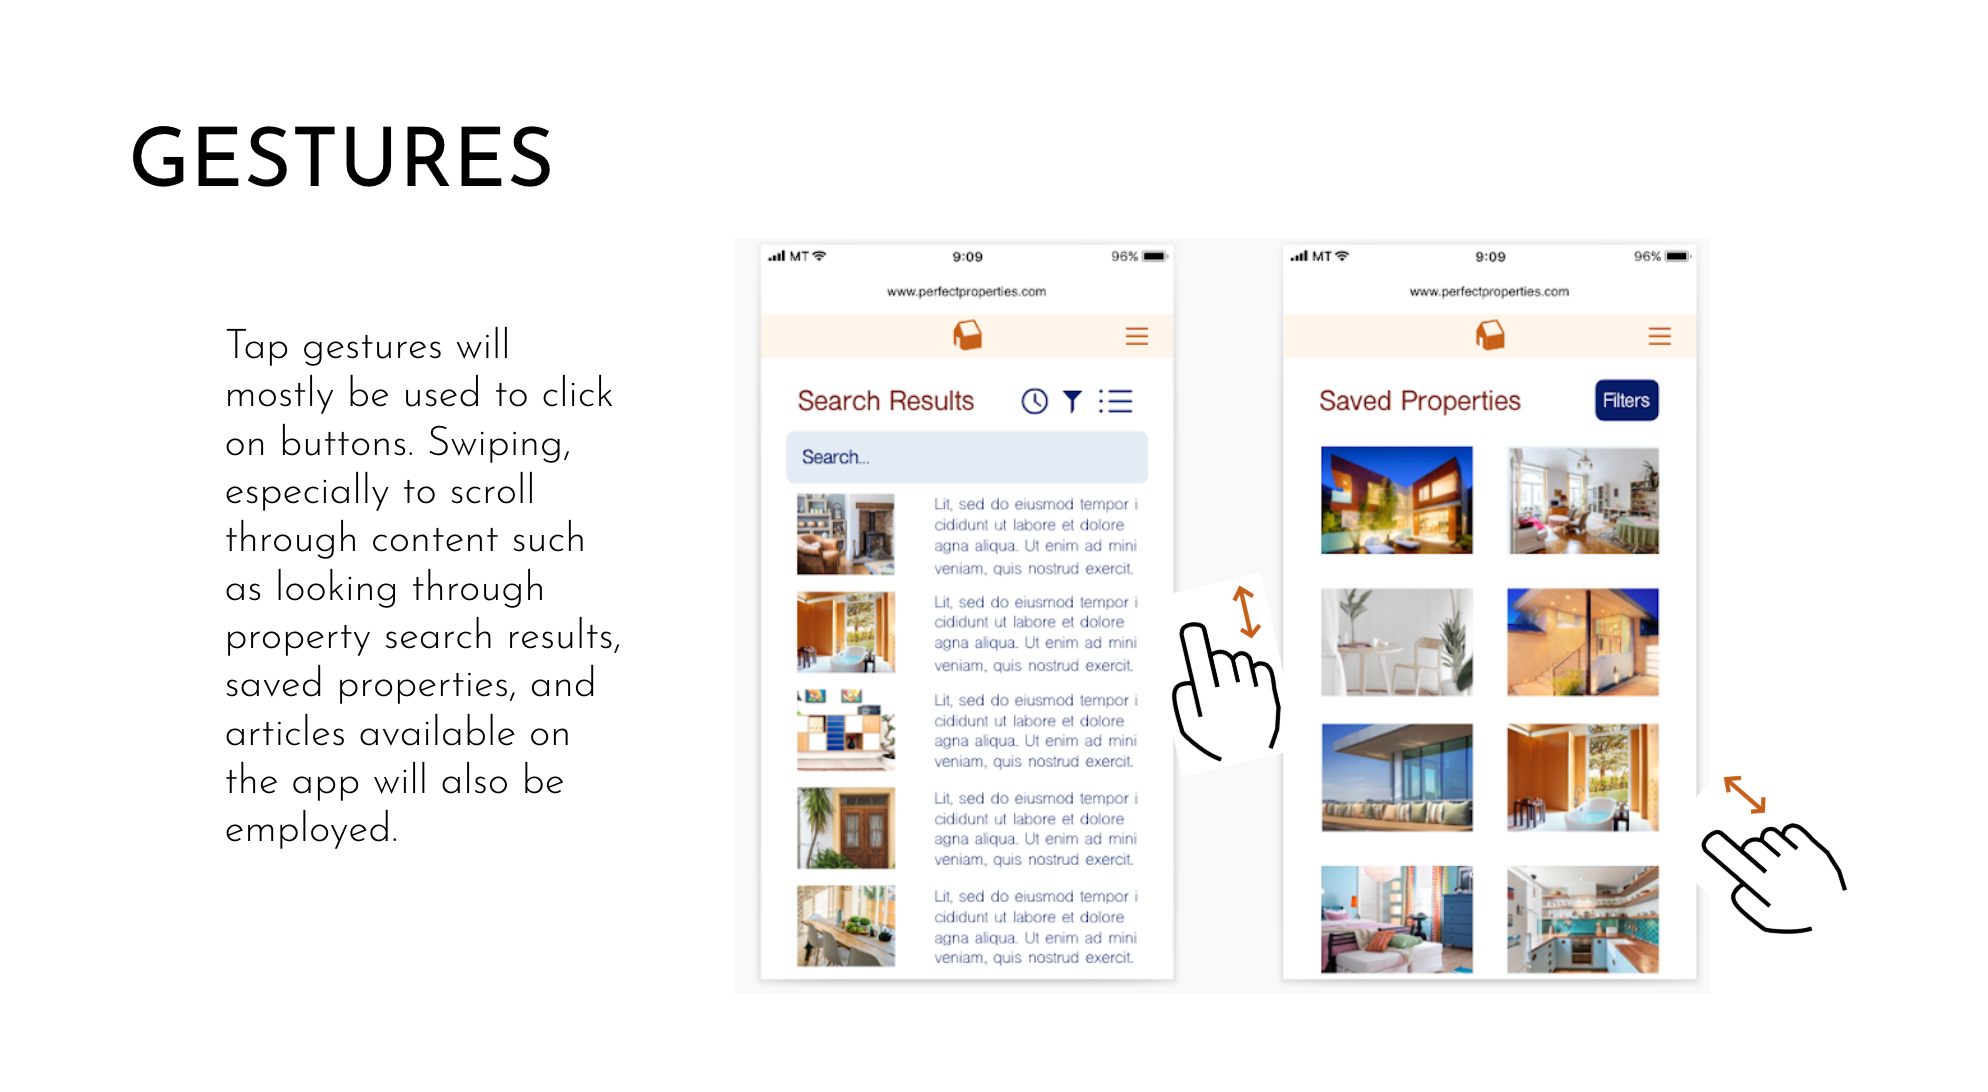 GESTURES
Tap gestures will
mostly be used to click
on buttons. Swiping,
especially to scroll
through content such
as looking through
property search results,
saved properties, and
articles available on
the app will also be
employed.
MT
9:09
96%
www.perfectproperties.com
Search Results
Search...
Lit, sed do eiusmod tempor i
cididunt ut labore et dolore
agna aliqua. Ut enim ad mini
veniam, quis nostrud exercit.
Lit, sed do eiusmod tempor i
cididunt ut labore et dolore
agna aliqua. Ut enim ad mini
veniam, quis nostrud exercit.
Lit, sed do eiusmod tempor i
cididunt ut labore et dolore
agna aliqua. Ut enim ad mini
veniam, quis nostrud exercit.
Lit, sed do eiusmod tempor i
cididunt ut labore et dolore
agna aliqua. Ut enim ad mini
veniam, quis nostrud exercit.
Lit, sed do eiusmod tempor i
cididunt ut labore et dolore
agna aliqua. Ut enim ad mini
veniam, quis nostrud exercit.
MT
9:09
96%
www.perfectproperties.com
Saved Properties
Filters